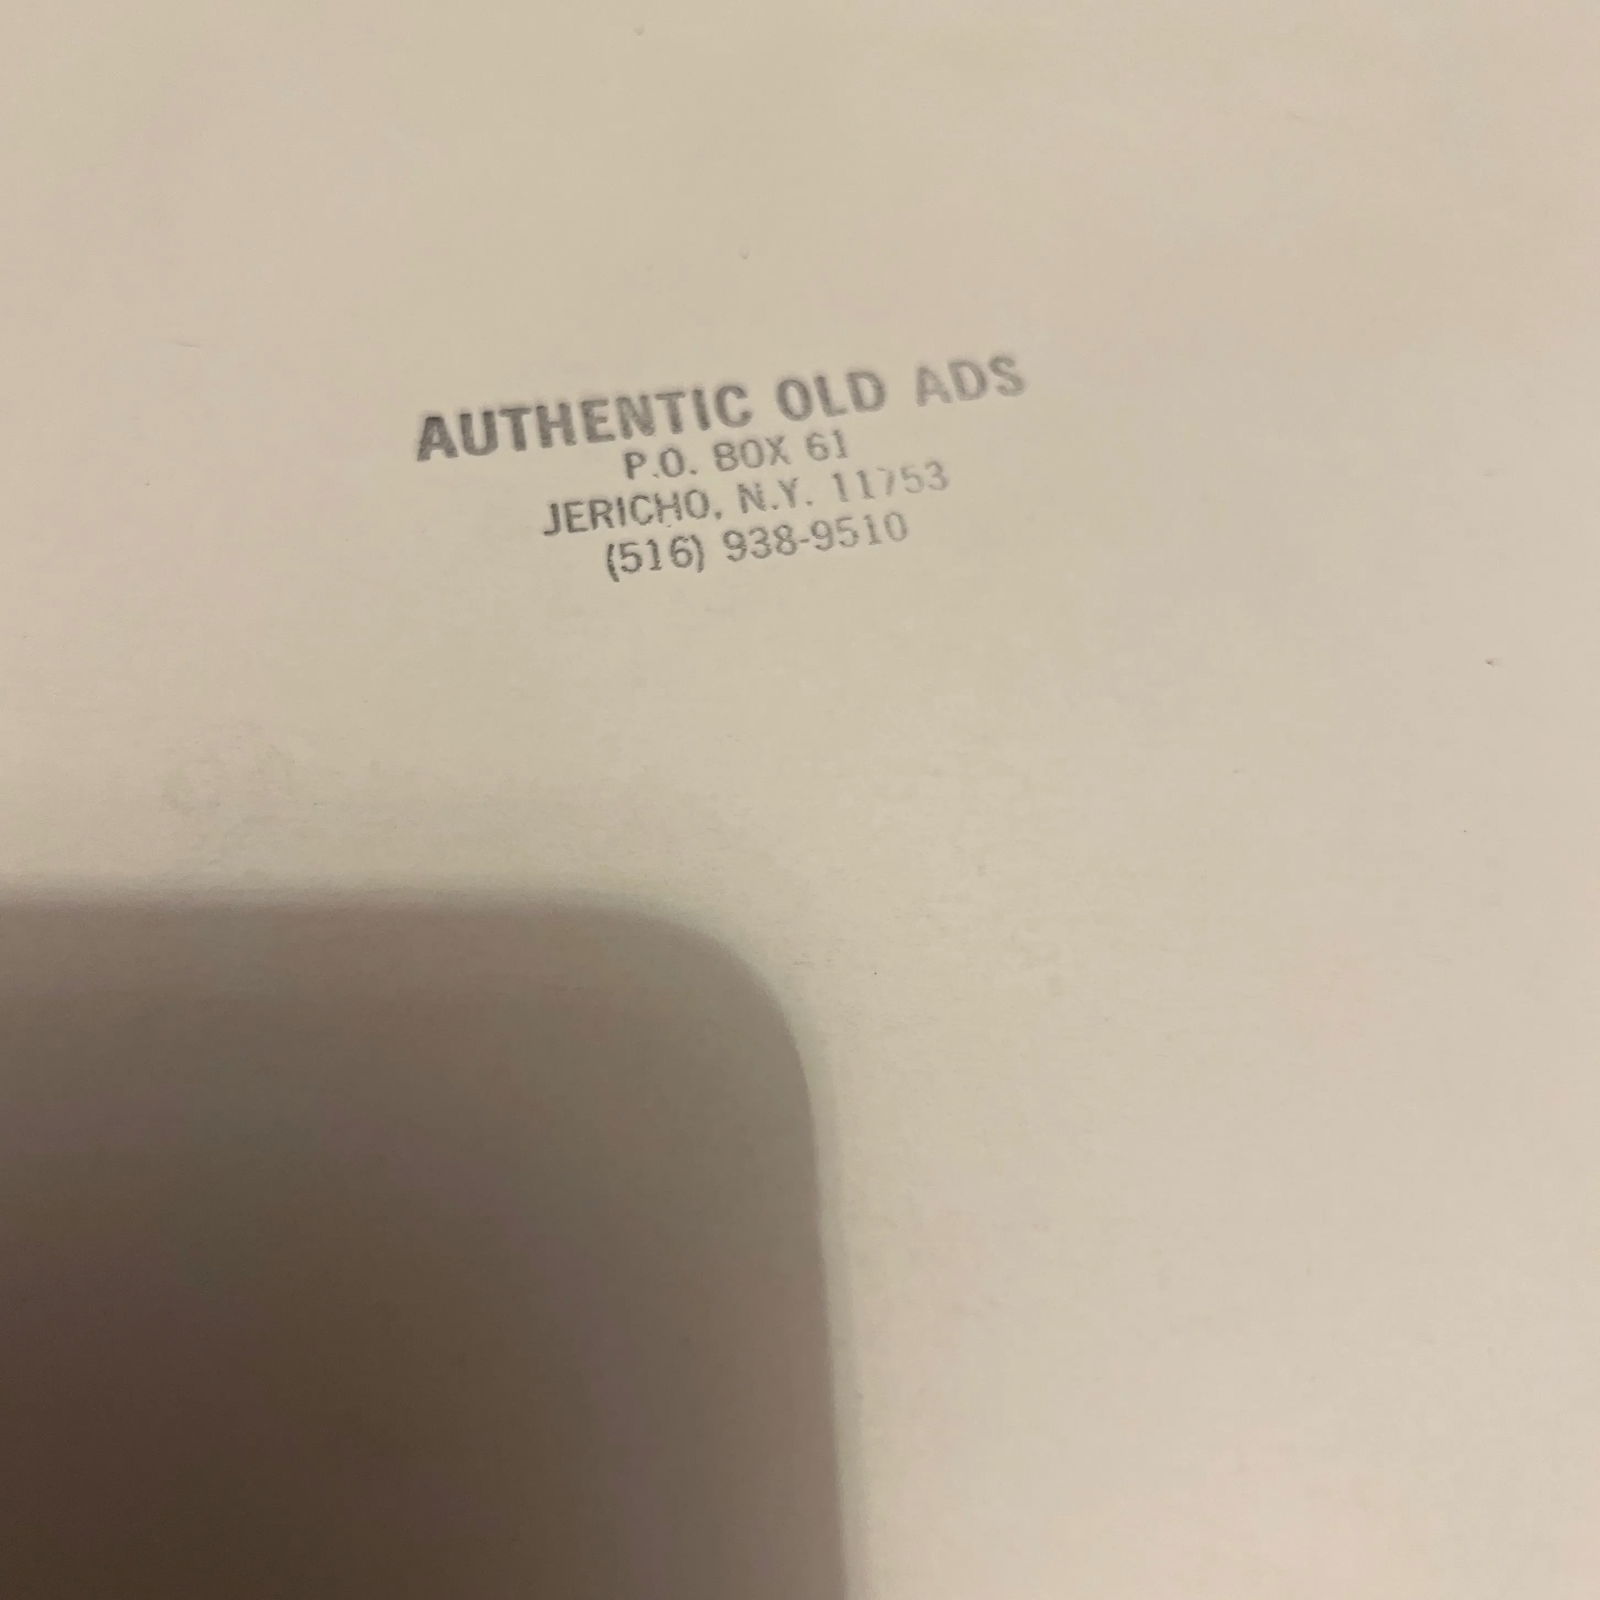 AUTHENTIC OLD ADS
P.O. BOX 61
JERICHO, N.Y. 11753
(516) 938-9510